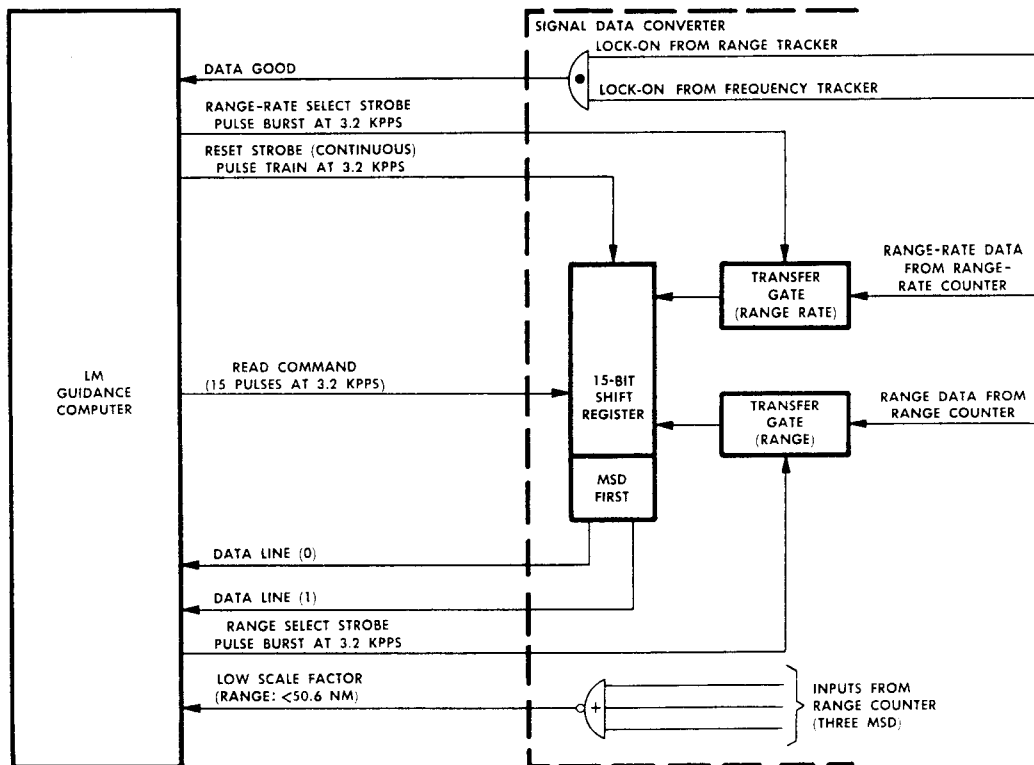 SIGNAL DATA CONVERTER
LOCK-ON FROM RANGE TRACKER
DATA GOOD
LOCK-ON FROM FREQUENCY TRACKER
RANGE-RATE SELECT STROBE
PULSE BURST AT 3.2 KPPS
RESET STROBE (CONTINUOUS)
PULSE TRAIN AT 3.2 KPPS
RANGE-RATE DATA
FROM RANGE-
RATE COUNTER
TRANSFER
GATE
(RANGE RATE)
LM
GUIDANCE
COMPUTER
READ COMMAND
(15 PULSES AT 3.2 KPPS)
15-BIT
SHIFT
REGISTER
TRANSFER
GATE
(RANGE)
RANGE DATA FROM
RANGE COUNTER
MSD
FIRST
DATA LINE (0)
DATA LINE (1)
RANGE SELECT STROBE
PULSE BURST AT 3.2 KPPS
LOW SCALE FACTOR
(RANGE: <50.6 NM)
+
INPUTS FROM
RANGE COUNTER
(THREE MSD)